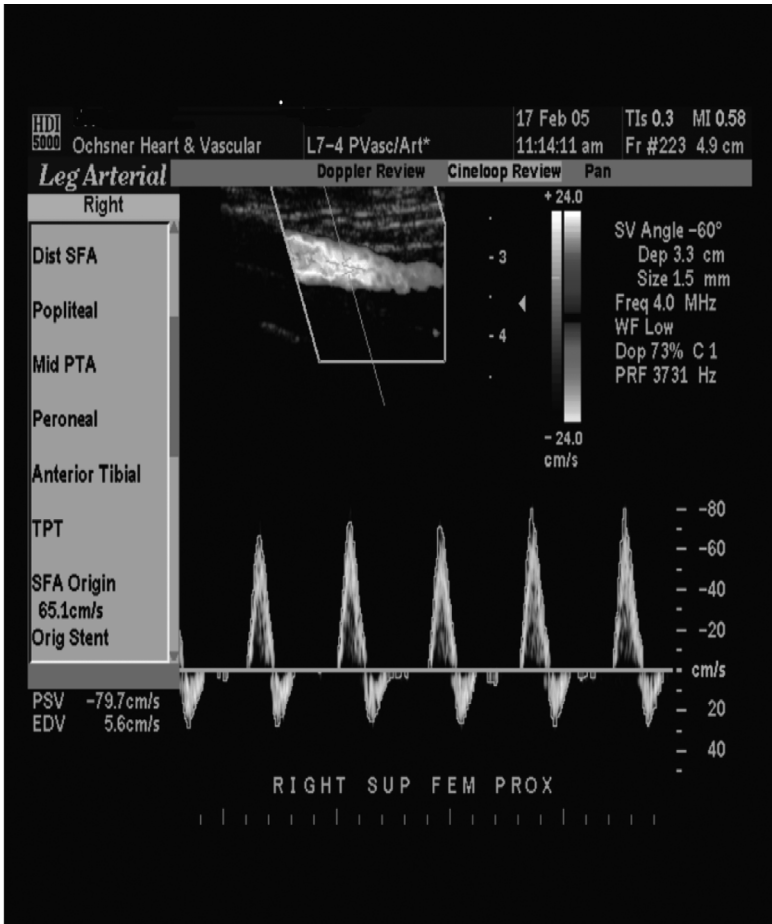 HDI
5000
Ochsner Heart & Vascular
L7-4 PVasc/Art*
17 Feb 05
11:14:11 am
TIs 0.3 MI 0.58
Fr #223 4.9 cm
Leg Arterial
Doppler Review Cineloop Review Pan
Right
Dist SFA
Popliteal
Mid PTA
Peroneal
Anterior Tibial
TPT
SFA Origin
65.1cm/s
Orig Stent
PSV -79.7cm/s
EDV 5.6cm/s
- 3
- 4
+ 24.0
- 24.0
cm/s
SV Angle -60°
Dep 3.3 cm
Size 1.5 mm
Freq 4.0 MHz
WF Low
Dop 73% C 1
PRF 3731 Hz
-80
-60
-40
-20
cm/s
20
40
RIGHT SUP FEM PROX